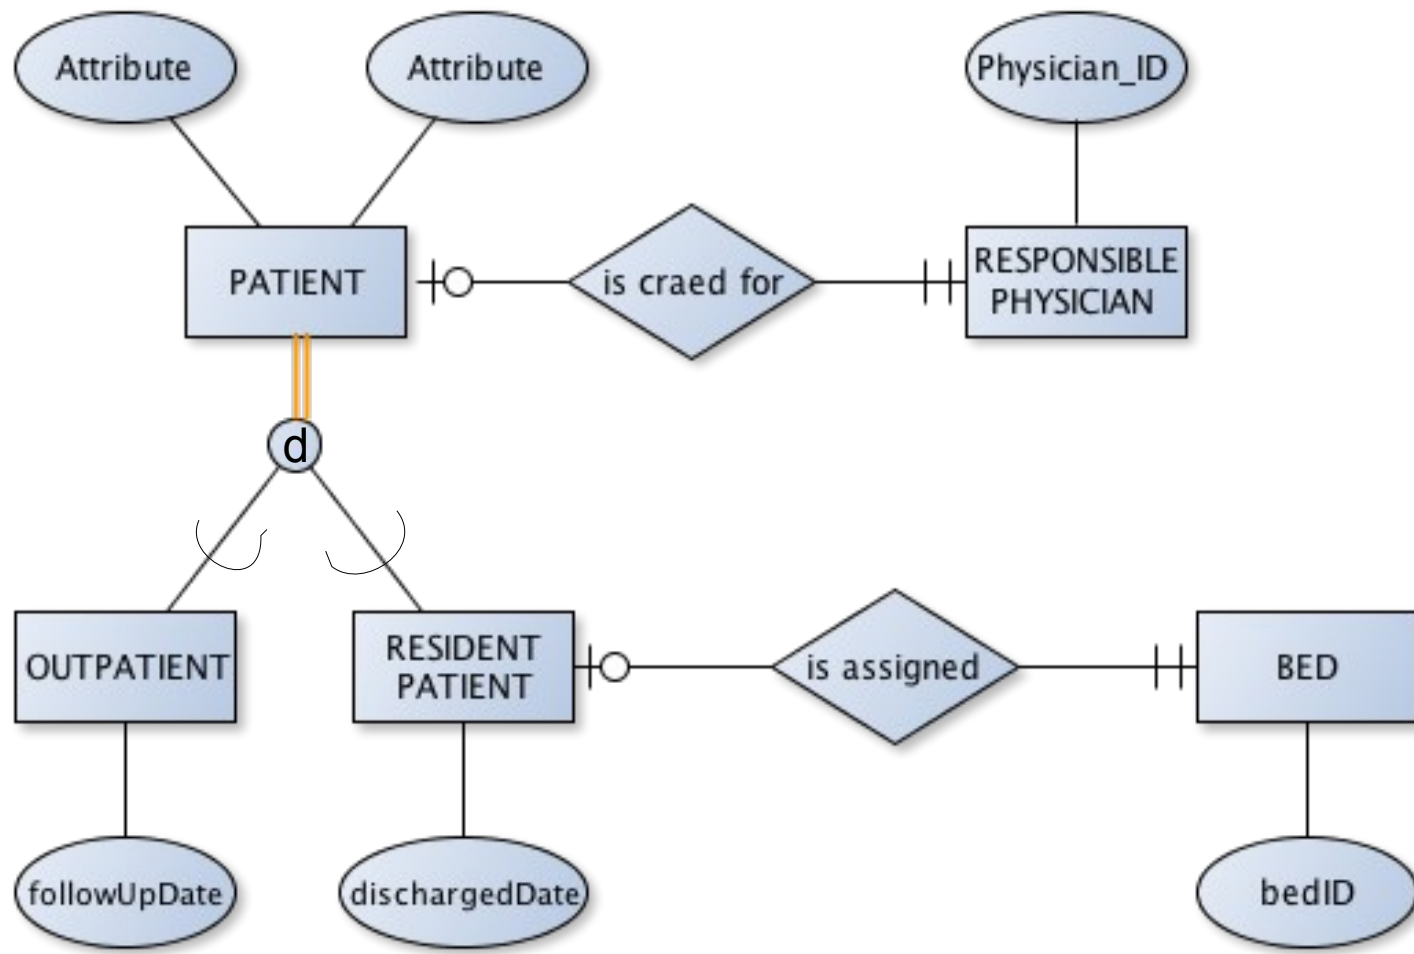 Attribute
Attribute
Physician_ID
PATIENT
is craed for
RESPONSIBLE
PHYSICIAN
d
OUTPATIENT
RESIDENT
PATIENT
is assigned
BED
followUpDate
dischargedDate
bedID